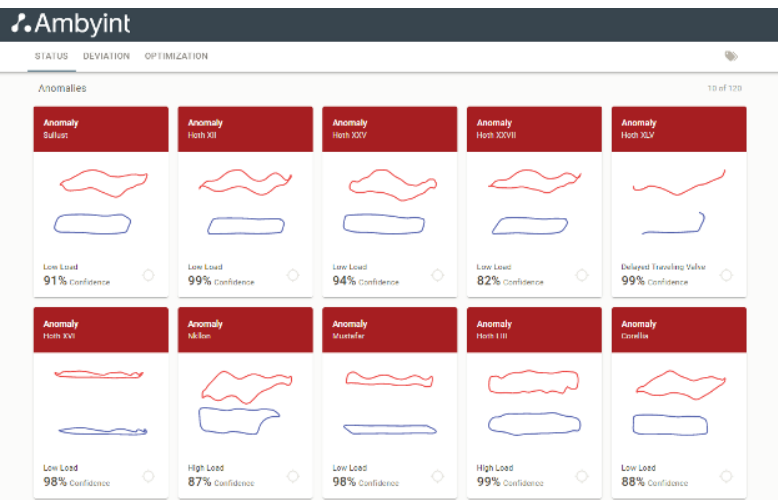 Ambyint
STATUS DEVIATION OPTIMIZATION
Anomalies 10 of 120
Anomaly
Sullust
Low Load
91% Confidence
Anomaly
Hoth XII
Low Load
99% Confidence
Anomaly
Hoth XXV
Low Load
94% Confidence
Anomaly
Hoth XXVII
Low Load
82% Confidence
Anomaly
Hoth XLV
Delayed Traveling Valve
99% Confidence
Anomaly
Hoth XVI
Low Load
98% Confidence
Anomaly
Nkllon
High Load
87% Confidence
Anomaly
Mustafar
Low Load
98% Confidence
Anomaly
Hoth LIII
High Load
99% Confidence
Anomaly
Corellia
Low Load
88% Confidence